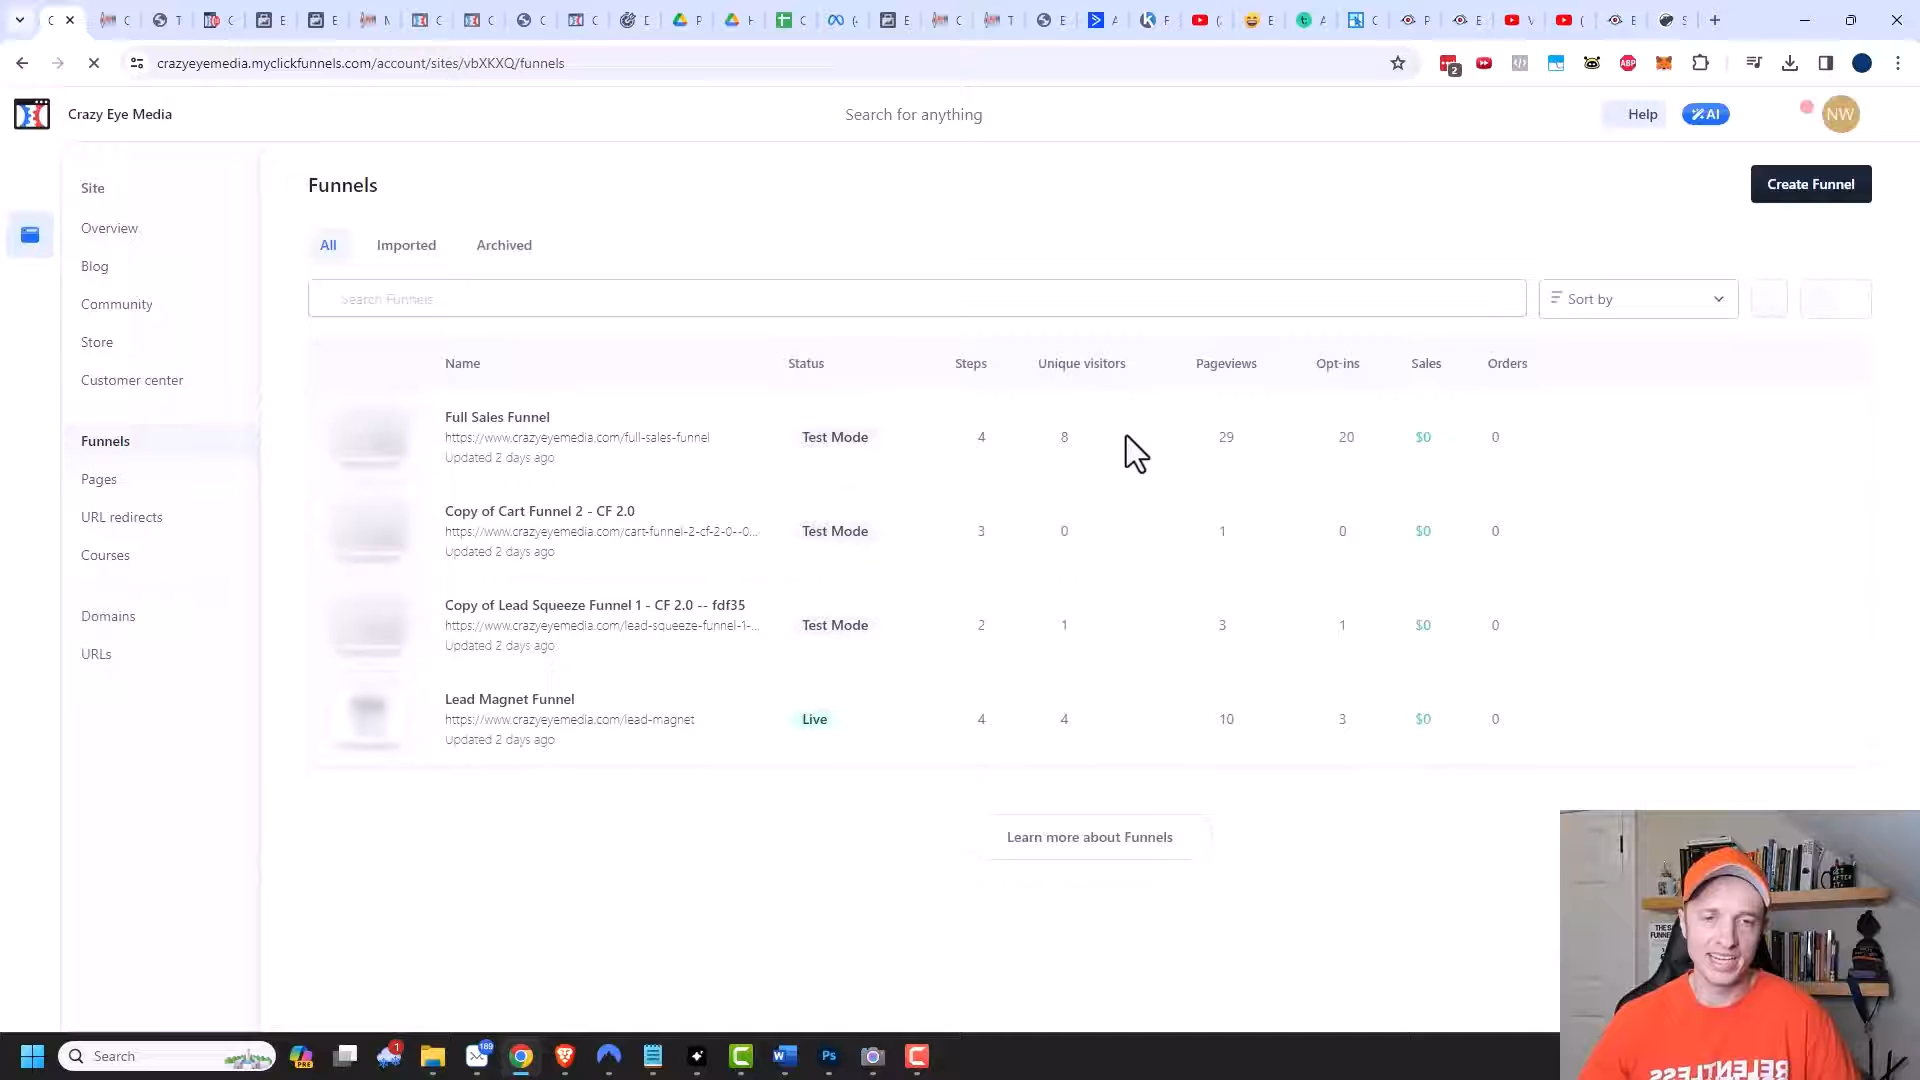 crazyeyemedia.myclickfunnels.com/account/sites/vbXKXQ/funnels
2
ABP
Crazy Eye Media
Search for anything
Help
AI
NW
Site
Overview
Blog
Community
Store
Customer center
Funnels
Pages
URL redirects
Courses
Domains
URLs
Funnels
Create Funnel
All
Imported
Archived
Search Funnels
Sort by
Name Status Steps Unique visitors Pageviews Opt-ins Sales Orders
Full Sales Funnel
https://www.crazyeyemedia.com/full-sales-funnel
Updated 2 days ago
Test Mode 4 8 29 20 $0 0
Copy of Cart Funnel 2 - CF 2.0
https://www.crazyeyemedia.com/cart-funnel-2-cf-2-0--0...
Updated 2 days ago
Test Mode 3 0 1 0 $0 0
Copy of Lead Squeeze Funnel 1 - CF 2.0 -- fdf35
https://www.crazyeyemedia.com/lead-squeeze-funnel-1-...
Updated 2 days ago
Test Mode 2 1 3 1 $0 0
Lead Magnet Funnel
https://www.crazyeyemedia.com/lead-magnet
Updated 2 days ago
Live 4 4 10 3 $0 0
Learn more about Funnels
RELENTLESS
Search
PRE
1
189
W
Ps